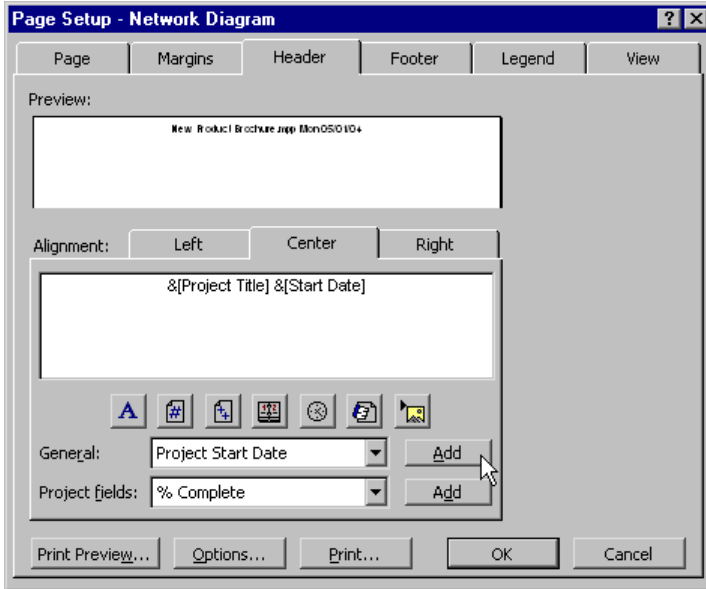 Page Setup - Network Diagram
Page Margins Header Footer Legend View
Preview:
New Product Brochure.mpp Mon 05/01/04
Alignment: Left Center Right
&[Project Title] &[Start Date]
A # ++
General: Project Start Date Add
Project fields: % Complete Add
Print Preview... Options... Print... OK Cancel